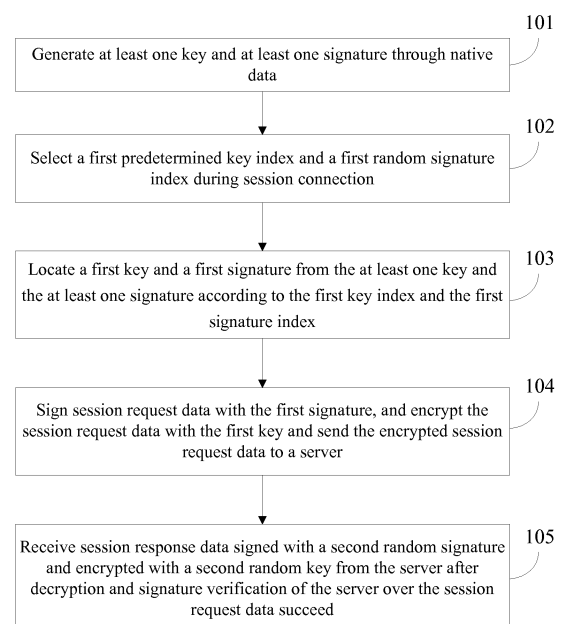 101
Generate at least one key and at least one signature through native
data
102
Select a first predetermined key index and a first random signature
index during session connection
103
Locate a first key and a first signature from the at least one key and
the at least one signature according to the first key index and the first
signature index
104
Sign session request data with the first signature, and encrypt the
session request data with the first key and send the encrypted session
request data to a server
105
Receive session response data signed with a second random signature
and encrypted with a second random key from the server after
decryption and signature verification of the server over the session
request data succeed